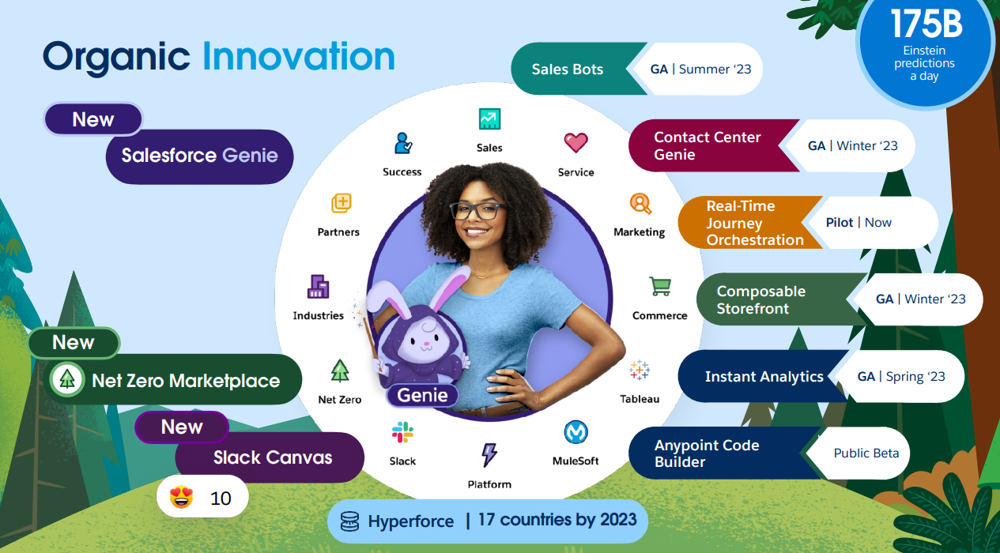 Organic Innovation
175B
Einstein
predictions
a day
New
Salesforce Genie
Sales Bots
GA | Summer ‘23
Contact Center
Genie
GA | Winter ‘23
Real-Time
Journey
Orchestration
Pilot | Now
Composable
Storefront
GA | Winter ‘23
Instant Analytics
GA | Spring ‘23
Anypoint Code
Builder
Public Beta
Sales
Success
Service
Partners
Marketing
Industries
Commerce
Net Zero
Tableau
Slack
MuleSoft
Platform
Genie
New
Net Zero Marketplace
New
Slack Canvas
10
Hyperforce | 17 countries by 2023